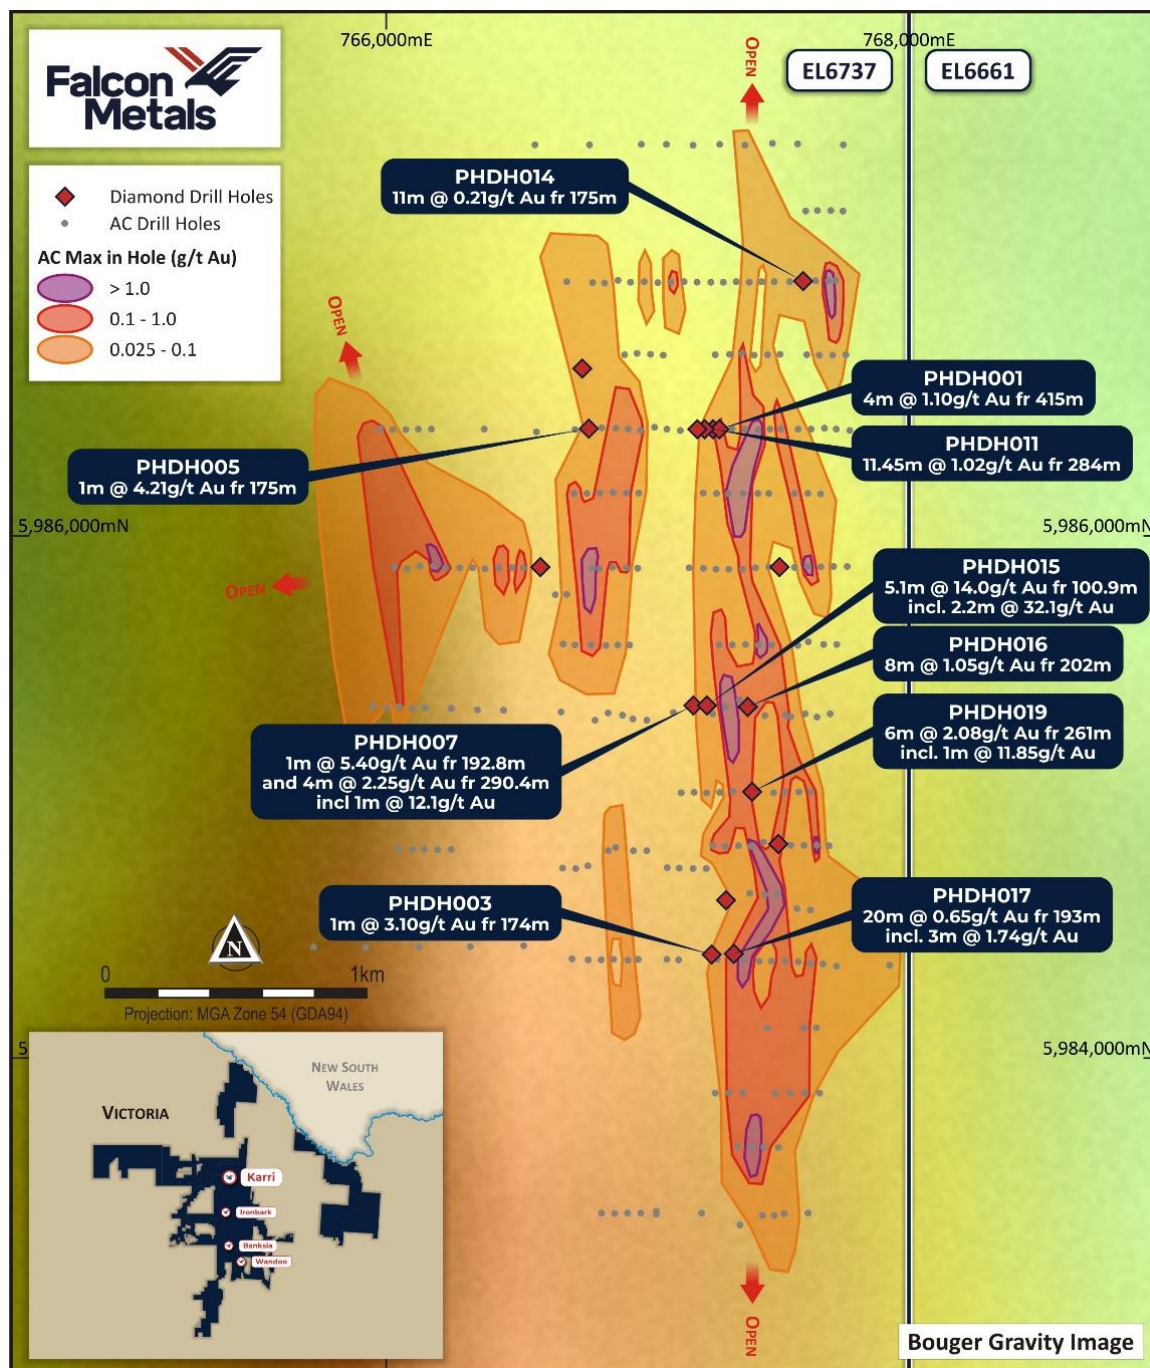 766,000mE
768,000mE
Falcon
Metals
OPEN
EL6737
EL6661
PHDH014
11m @ 0.21g/t Au fr 175m
Diamond Drill Holes
AC Drill Holes
AC Max in Hole (g/t Au)
> 1.0
0.1 - 1.0
0.025 - 0.1
OPEN
PHDH001
4m @ 1.10g/t Au fr 415m
PHDH011
11.45m @ 1.02g/t Au fr 284m
PHDH005
1m @ 4.21g/t Au fr 175m
5,986,000mN
5,986,000mN
OPEN
PHDH015
5.1m @ 14.0g/t Au fr 100.9m
incl. 2.2m @ 32.1g/t Au
PHDH016
8m @ 1.05g/t Au fr 202m
PHDH019
6m @ 2.08g/t Au fr 261m
incl. 1m @ 11.85g/t Au
PHDH007
1m @ 5.40g/t Au fr 192.8m
and 4m @ 2.25g/t Au fr 290.4m
incl 1m @ 12.1g/t Au
PHDH003
1m @ 3.10g/t Au fr 174m
PHDH017
20m @ 0.65g/t Au fr 193m
incl. 3m @ 1.74g/t Au
N
0
1km
Projection: MGA Zone 54 (GDA94)
5
5,984,000mN
NEW SOUTH
WALES
VICTORIA
Karri
Ironbark
Banksia
Wandoo
OPEN
Bouger Gravity Image